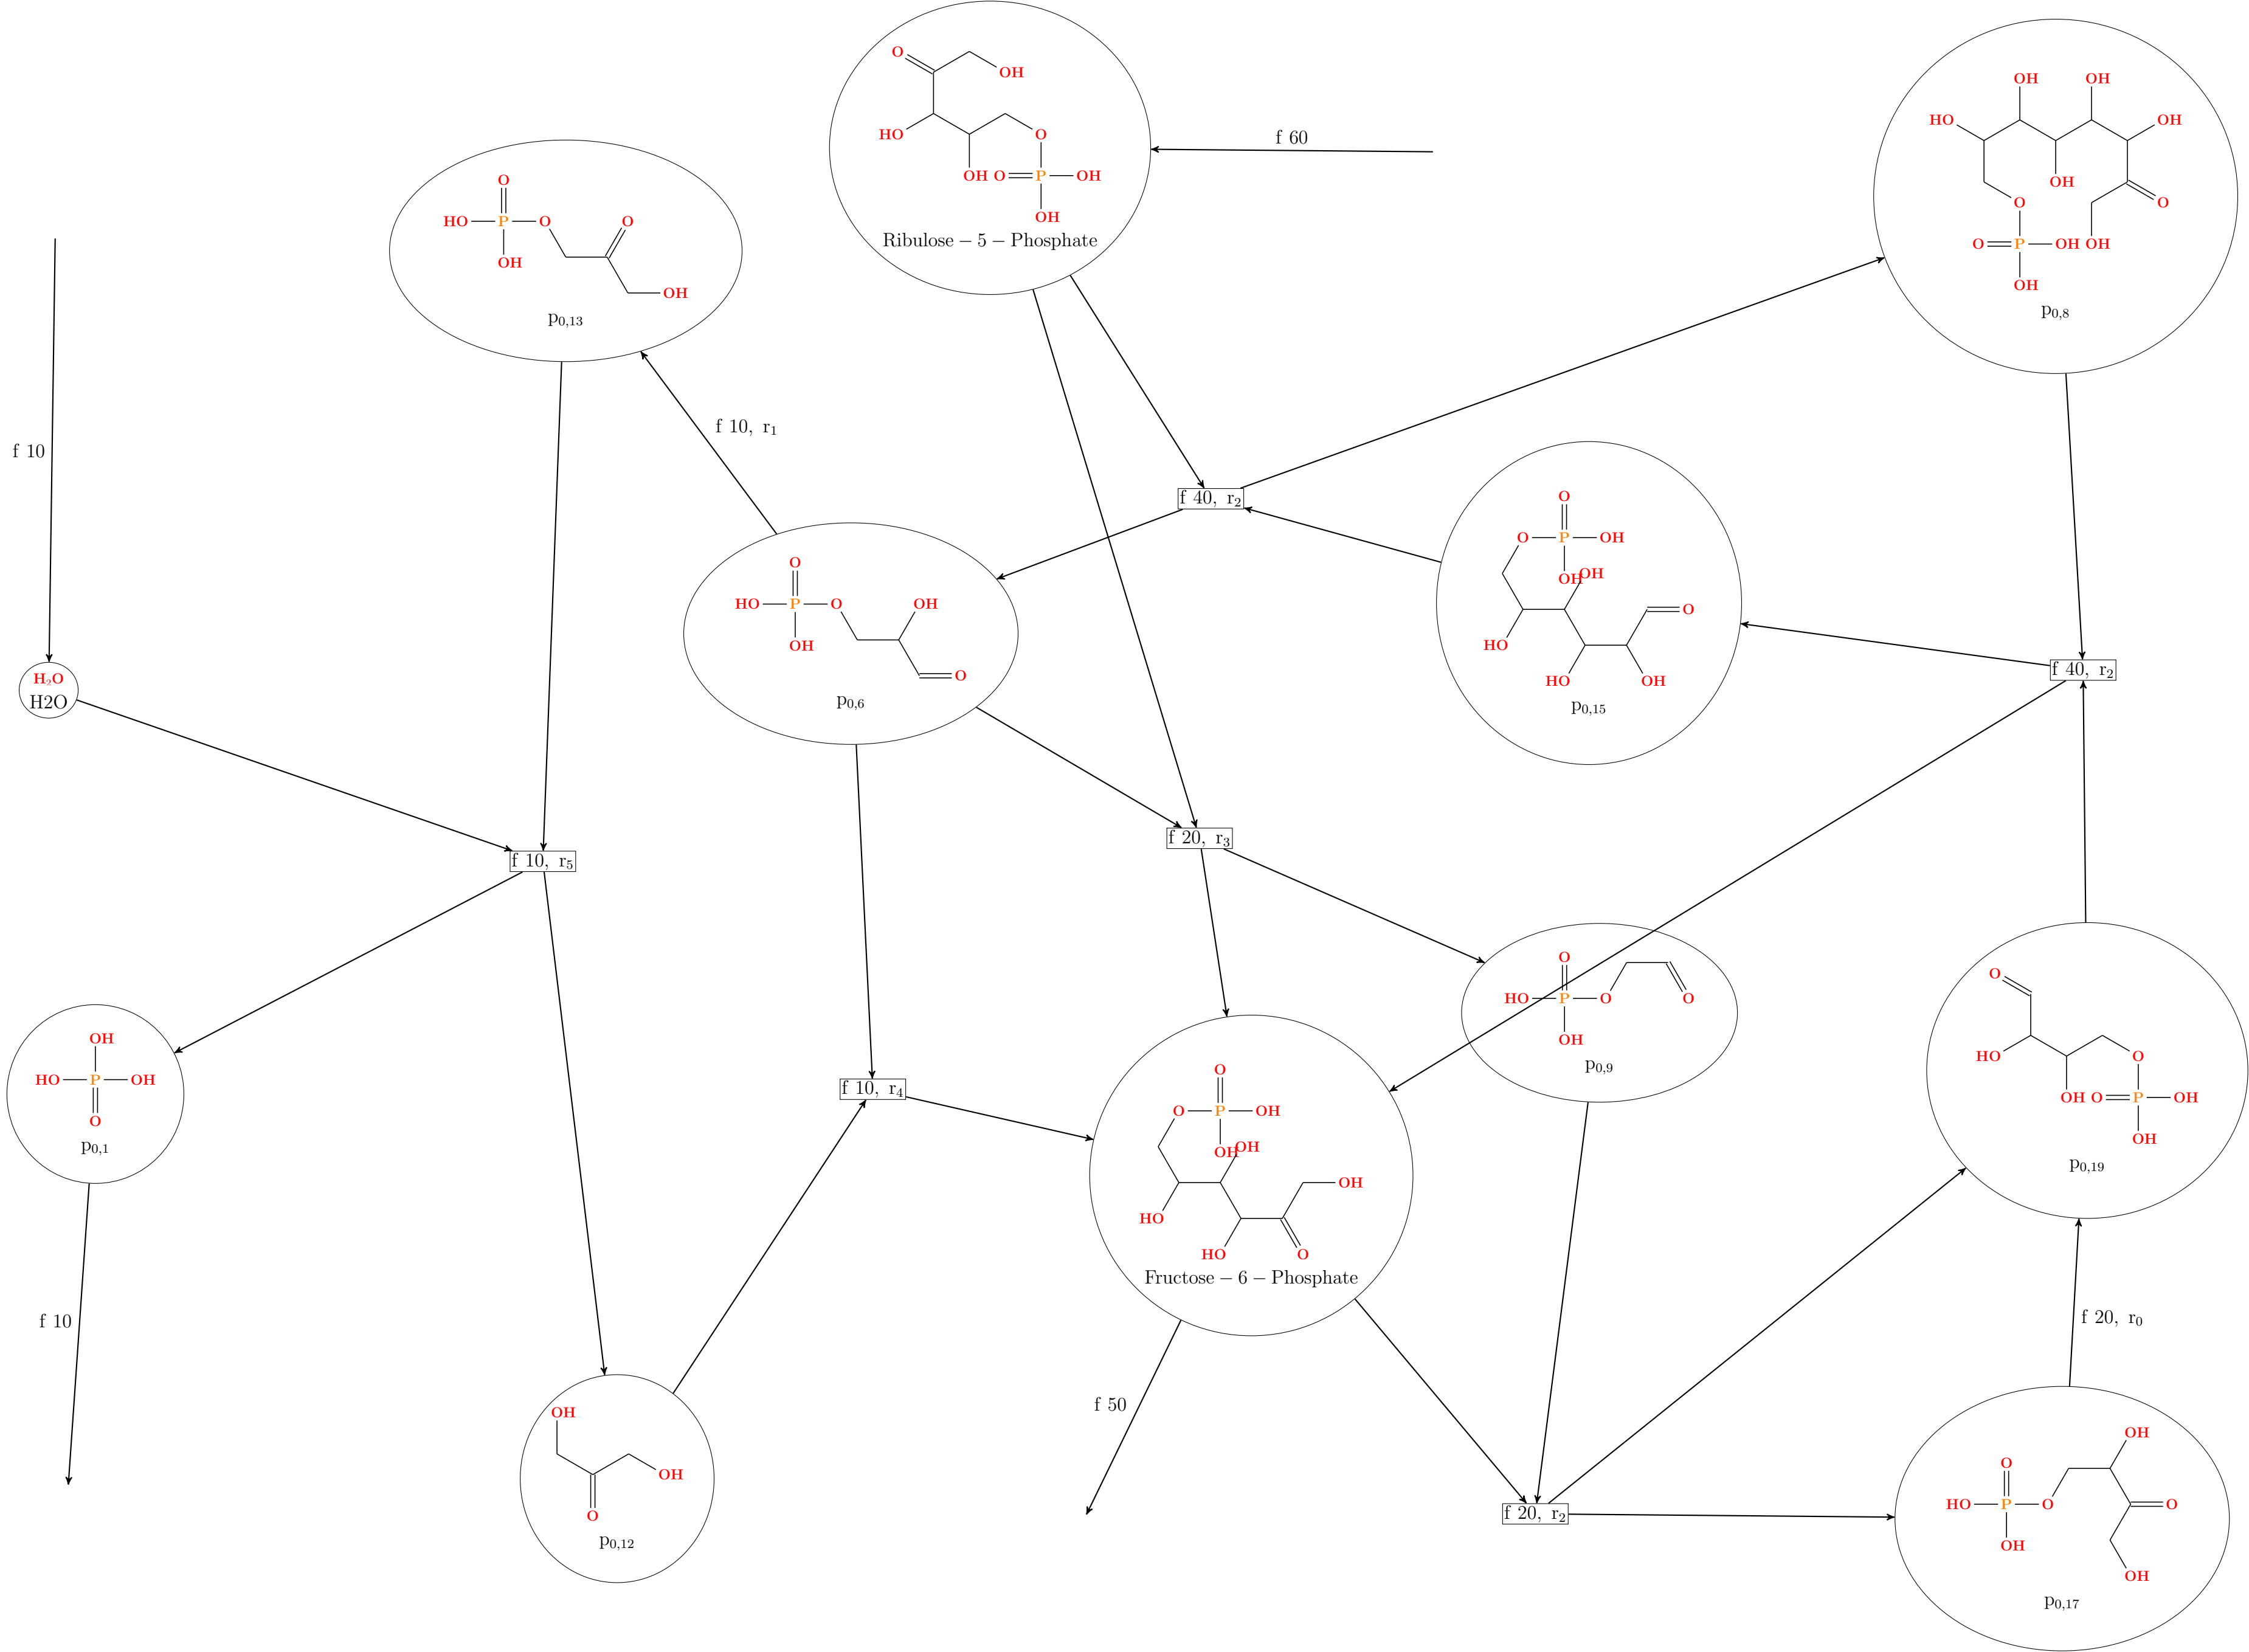 O
OH
HO
O
OH O P OH
OH
Ribulose – 5 – Phosphate
f 60
OH OH
HO OH
OH
O O
O P OH OH
OH
p0,8
O
HO P O O
OH
OH
p0,13
f 10
f 10, r1
f 40, r2
O
O P OH
OH OH
O
HO
HO OH
p0,15
O
HO P O OH
OH
O
p0,6
H₂O
H2O
f 40, r2
f 20, r3
f 10, r5
O
HO P O O
OH
p0,9
O
HO O
OH O P OH
OH
p0,19
OH
HO P OH
O
p0,1
f 10, r4
O
O P OH
OH OH
OH
HO
HO O
Fructose – 6 – Phosphate
f 10
f 20, r0
f 50
OH
OH
O
p0,12
f 20, r2
OH
O
HO P O O
OH
OH
p0,17